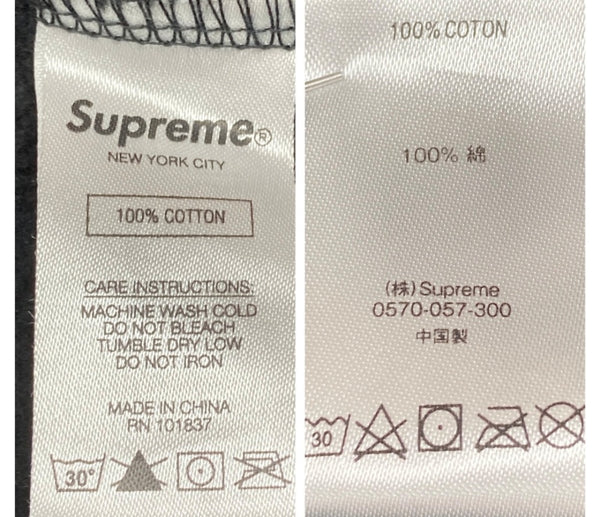 Supreme®
NEW YORK CITY
100% COTTON
CARE INSTRUCTIONS:
MACHINE WASH COLD
DO NOT BLEACH
TUMBLE DRY LOW
DO NOT IRON
MADE IN CHINA
RN 101837
30°
100% COTON
100% 綿
(株) Supreme
0570-057-300
中国製
30